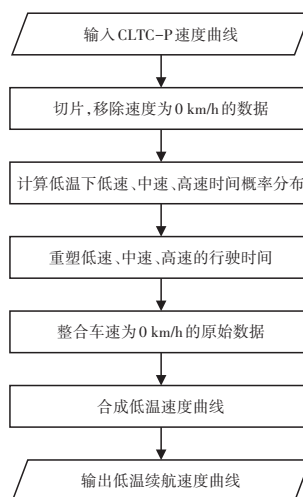 输入CLTC-P速度曲线
切片,移除速度为0 km/h的数据
计算低温下低速、中速、高速时间概率分布
重塑低速、中速、高速的行驶时间
整合车速为0 km/h的原始数据
合成低温速度曲线
输出低温续航速度曲线